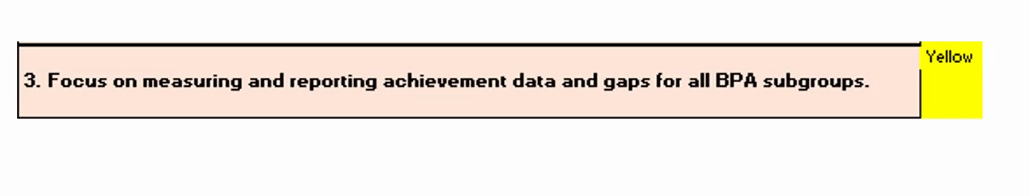 3. Focus on measuring and reporting achievement data and gaps for all BPA subgroups.
Yellow